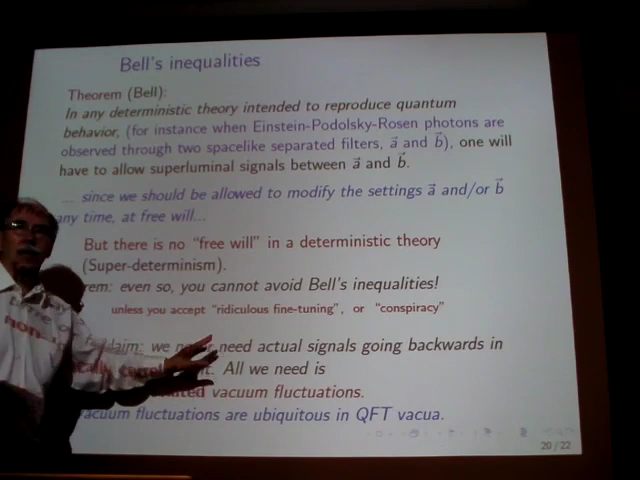 Bell's inequalities
Theorem (Bell):
In any deterministic theory intended to reproduce quantum
behavior, (for instance when Einstein-Podolsky-Rosen photons are
observed through two spacelike separated filters, a⃗ and b⃗), one will
have to allow superluminal signals between a⃗ and b⃗.
... since we should be allowed to modify the settings a⃗ and/or b⃗
any time, at free will...
But there is no "free will" in a deterministic theory
(Super-determinism).
rem: even so, you cannot avoid Bell's inequalities!
unless you accept "ridiculous fine-tuning", or "conspiracy"
claim: we need actual signals going backwards in
All we need is
vacuum fluctuations.
vacuum fluctuations are ubiquitous in QFT vacua.
20 / 22